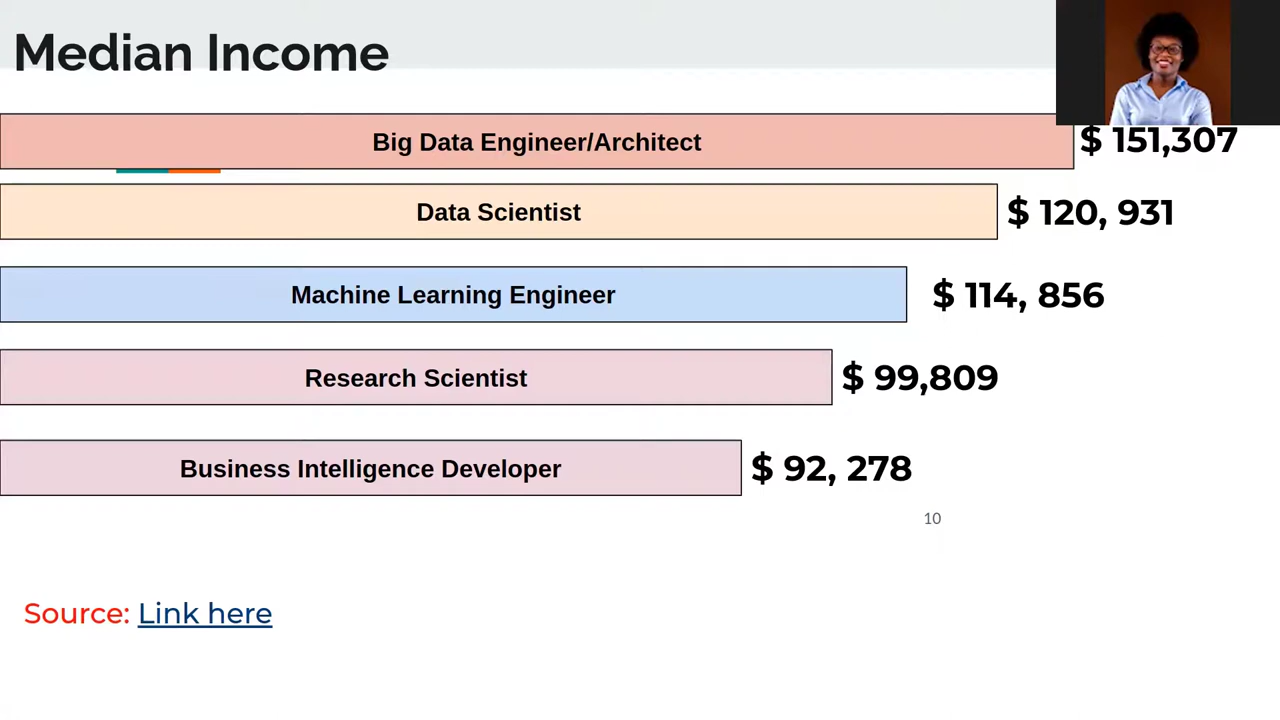 Median Income
Big Data Engineer/Architect
$ 151,307
Data Scientist
$ 120, 931
Machine Learning Engineer
$ 114, 856
Research Scientist
$ 99,809
Business Intelligence Developer
$ 92, 278
10
Source: Link here